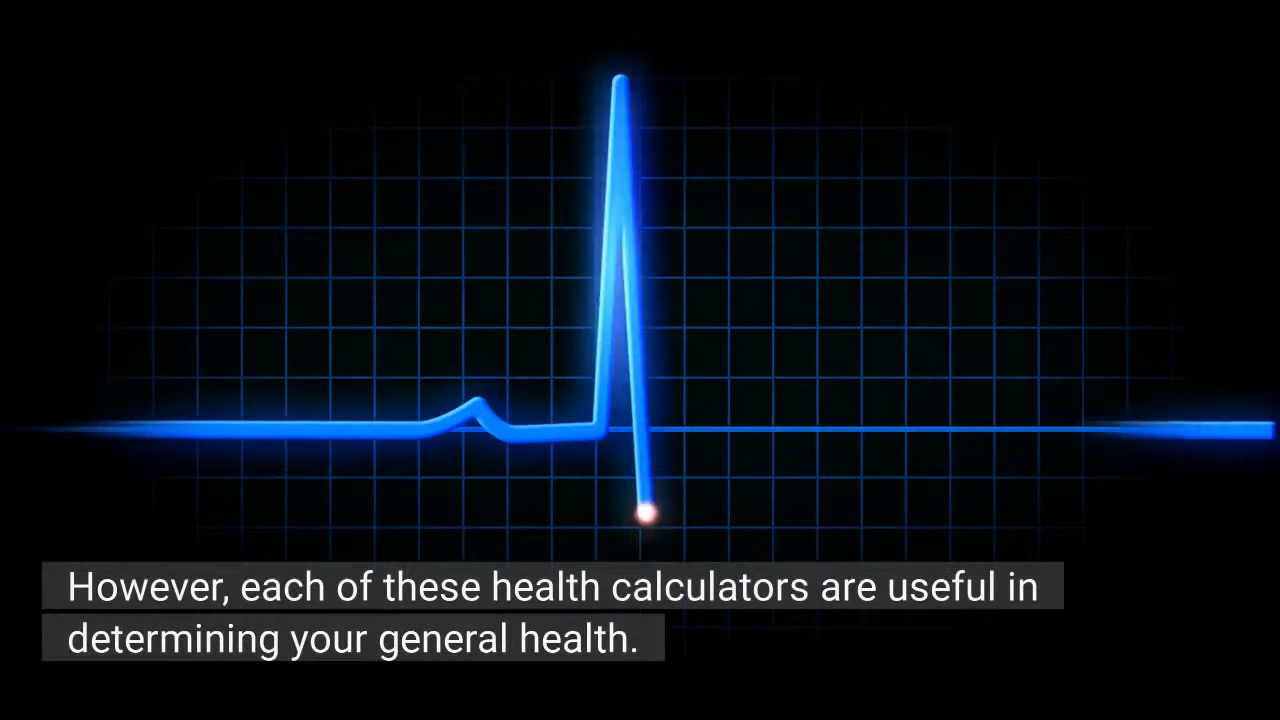 However, each of these health calculators are useful in
determining your general health.